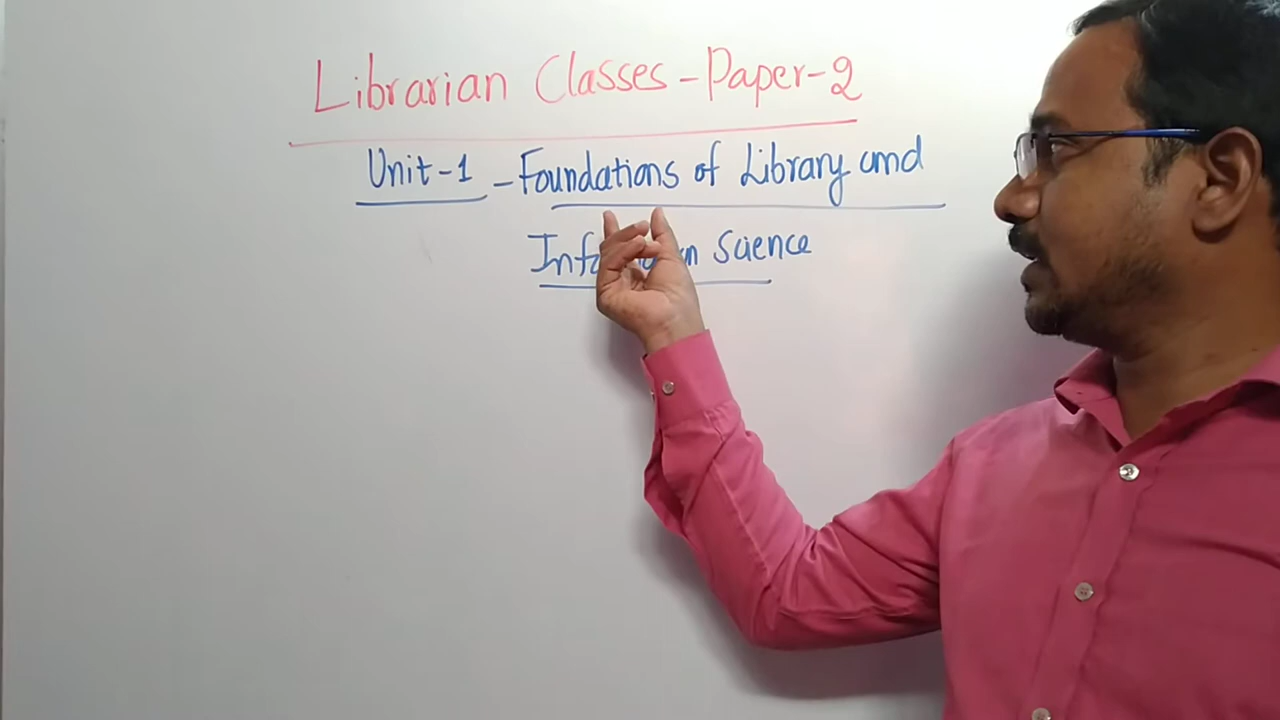 Librarian Classes - Paper - 2
Unit - 1 - Foundations of Library and
Science